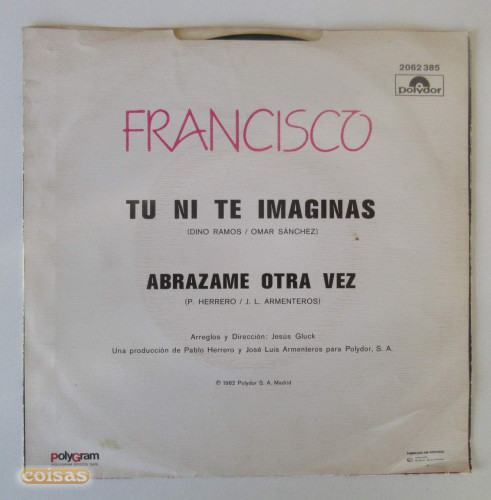 2062 385
Polydor
FRANCISCO
TU NI TE IMAGINAS
(DINO RAMOS / OMAR SÁNCHEZ)
ABRAZAME OTRA VEZ
(P. HERRERO / J. L. ARMENTEROS)
Arreglos y Dirección: Jesús Gluck
Una producción de Pablo Herrero y José Luis Armenteros para Polydor, S. A.
℗ 1982 Polydor S. A. Madrid
PolyGram
coisas